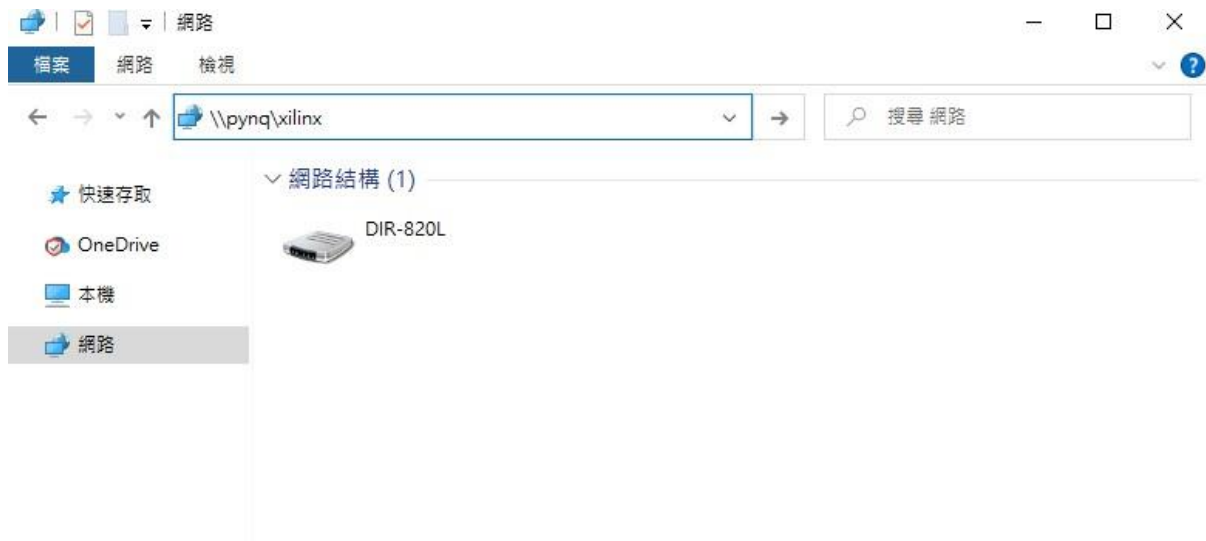 網路
檔案 網路 檢視
\\pynq\xilinx 搜尋 網路
快速存取
OneDrive
本機
網路
網路結構 (1)
DIR-820L